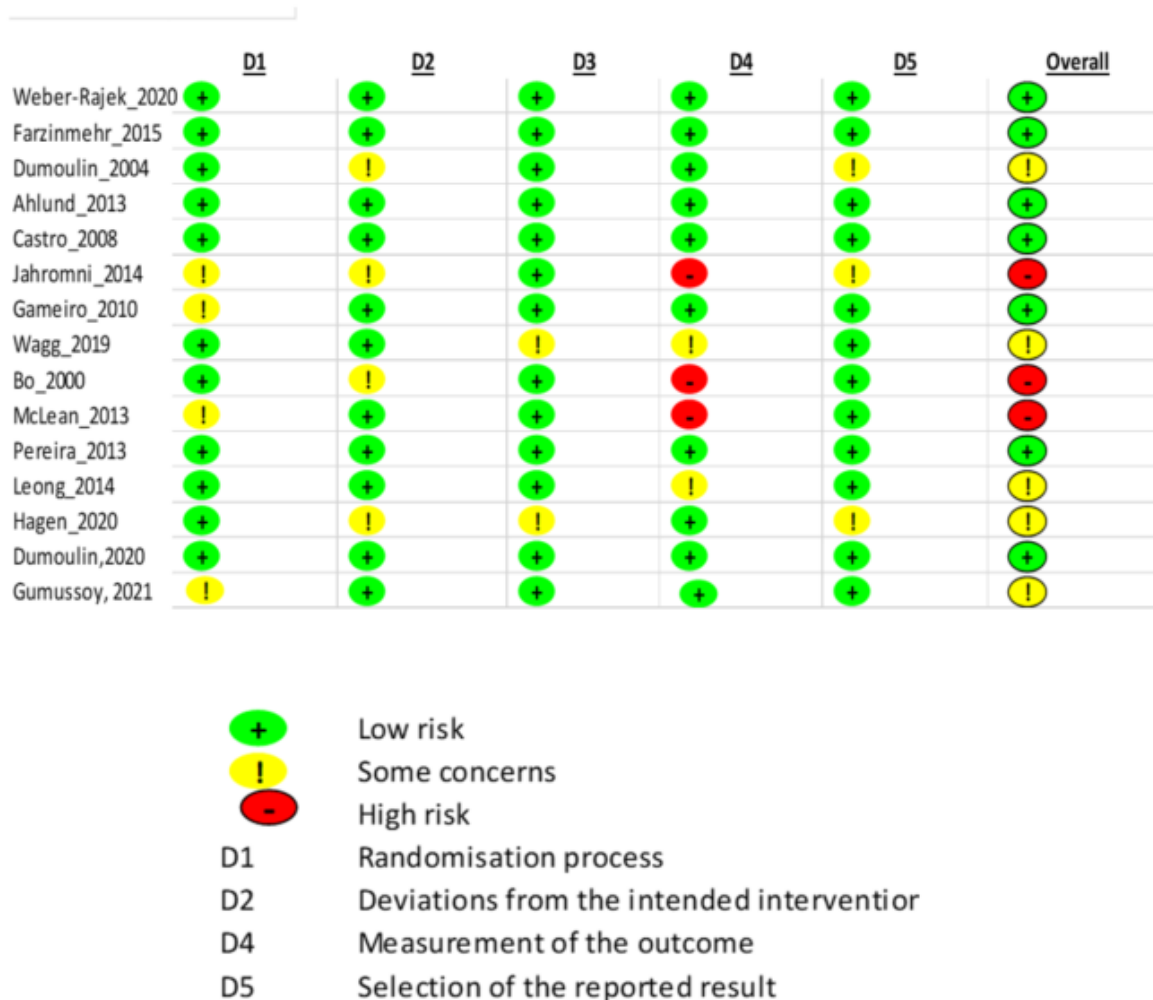 D1 D2 D3 D4 D5 Overall
Weber-Rajek_2020 + + + + + +
Farzinmehr_2015 + + + + + +
Dumoulin_2004 + ! + + ! !
Ahlund_2013 + + + + + +
Castro_2008 + + + + + +
Jahromni_2014 ! ! + - ! -
Gameiro_2010 ! + + + + +
Wagg_2019 + + ! ! + !
Bo_2000 + ! + - + -
McLean_2013 ! + + - + -
Pereira_2013 + + + + + +
Leong_2014 + + + ! + !
Hagen_2020 + ! ! + ! !
Dumoulin,2020 + + + + + +
Gumussoy, 2021 ! + + + + !
+ Low risk
! Some concerns
- High risk
D1 Randomisation process
D2 Deviations from the intended interventior
D4 Measurement of the outcome
D5 Selection of the reported result